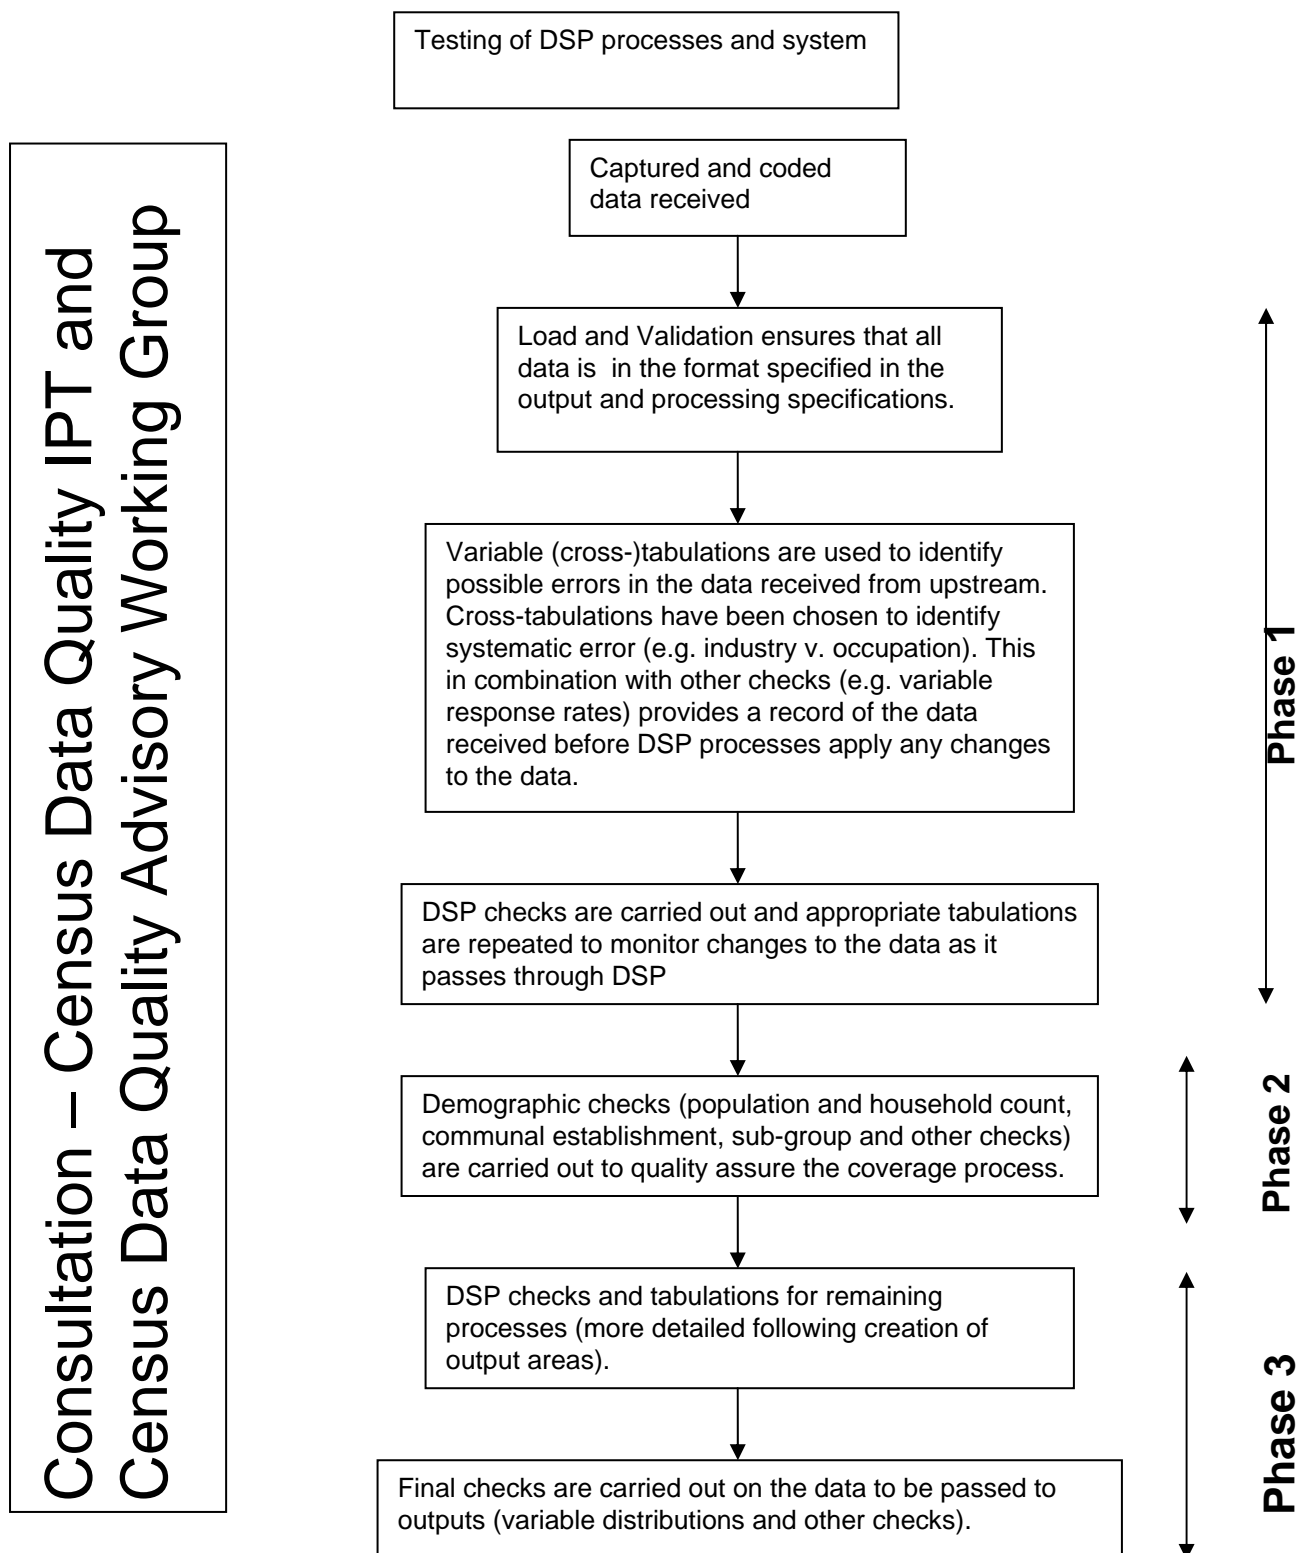 Testing of DSP processes and system
Captured and coded
data received
Load and Validation ensures that all
data is  in the format specified in the
output and processing specifications.
Variable (cross-)tabulations are used to identify
possible errors in the data received from upstream.
Cross-tabulations have been chosen to identify
systematic error (e.g. industry v. occupation). This
in combination with other checks (e.g. variable
response rates) provides a record of the data
received before DSP processes apply any changes
to the data.
DSP checks are carried out and appropriate tabulations
are repeated to monitor changes to the data as it
passes through DSP
Demographic checks (population and household count,
communal establishment, sub-group and other checks)
are carried out to quality assure the coverage process.
DSP checks and tabulations for remaining
processes (more detailed following creation of
output areas).
Final checks are carried out on the data to be passed to
outputs (variable distributions and other checks).
Consultation – Census Data Quality IPT and
Census Data Quality Advisory Working Group
Phase 1
Phase 2
Phase 3